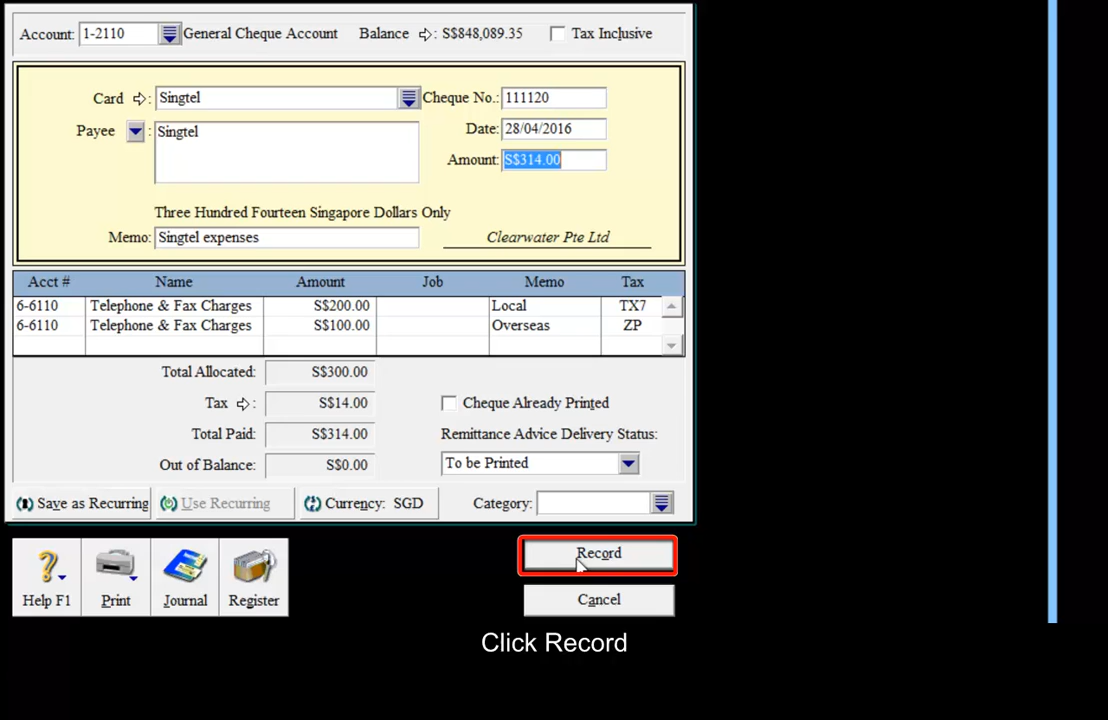 Account: 1-2110 General Cheque Account Balance : S$848,089.35 Tax Inclusive
Card : Singtel Cheque No.: 111120
Payee : Singtel Date: 28/04/2016
Amount: S$314.00
Three Hundred Fourteen Singapore Dollars Only
Memo: Singtel expenses Clearwater Pte Ltd
Acct # Name Amount Job Memo Tax
6-6110 Telephone & Fax Charges S$200.00 Local TX7
6-6110 Telephone & Fax Charges S$100.00 Overseas ZP
Total Allocated: S$300.00
Tax : S$14.00 Cheque Already Printed
Total Paid: S$314.00 Remittance Advice Delivery Status:
Out of Balance: S$0.00 To be Printed
Save as Recurring Use Recurring Currency: SGD Category:
Record
Help F1 Print Journal Register Cancel
Click Record